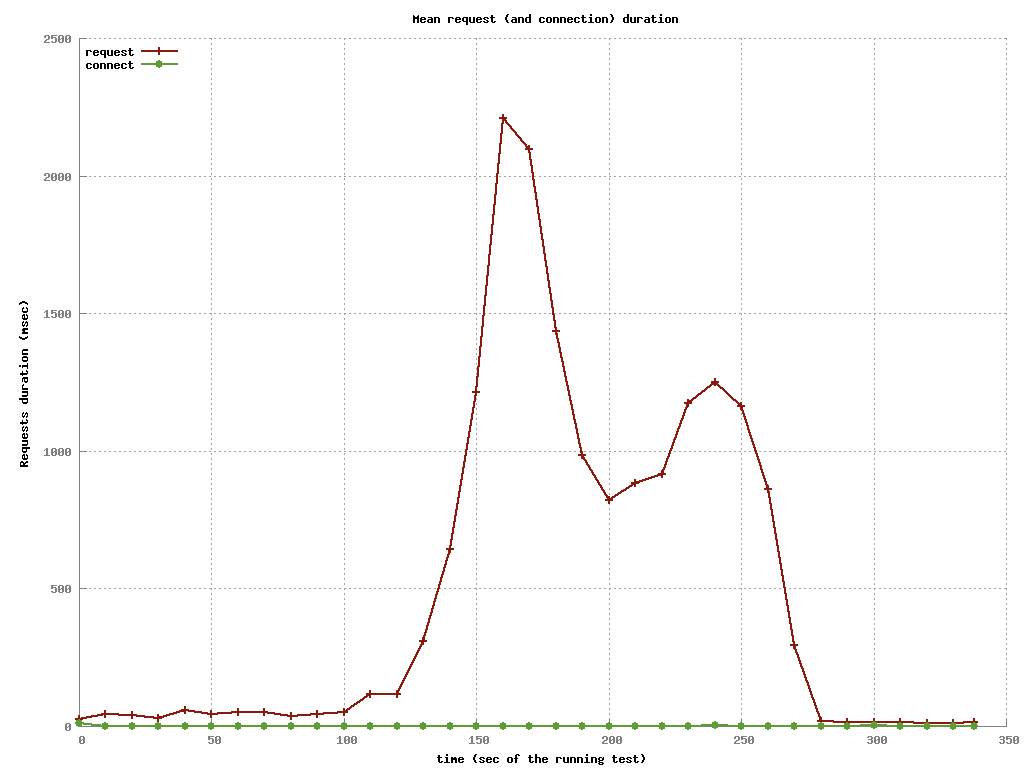 Mean request (and connection) duration
request
connect
2500
2000
1500
1000
500
0
Requests duration (msec)
0 50 100 150 200 250 300 350
time (sec of the running test)